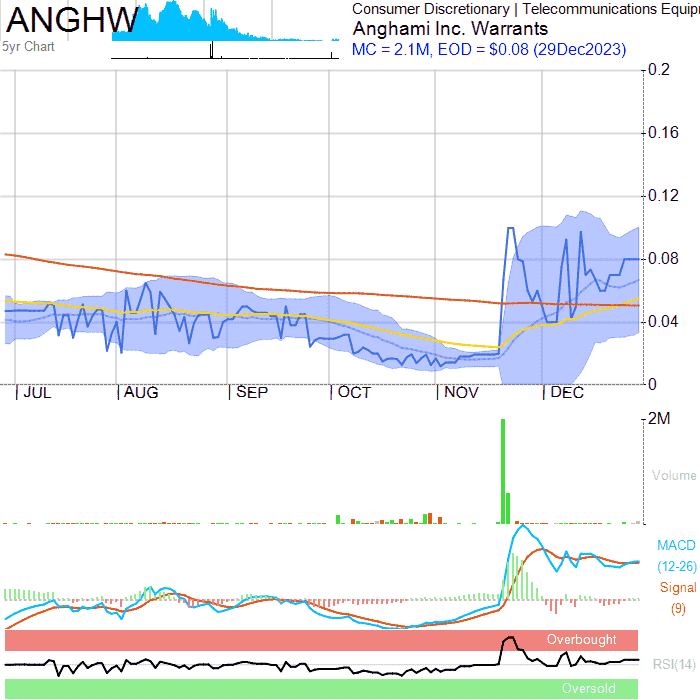 ANGHW
5yr Chart
Consumer Discretionary | Telecommunications Equip
Anghami Inc. Warrants
MC = 2.1M, EOD = $0.08 (29Dec2023)
0.2
0.16
0.12
0.08
0.04
0
| JUL | AUG | SEP | OCT | NOV | DEC
2M
Volume
MACD
(12-26)
Signal
(9)
Overbought
RSI(14)
Oversold